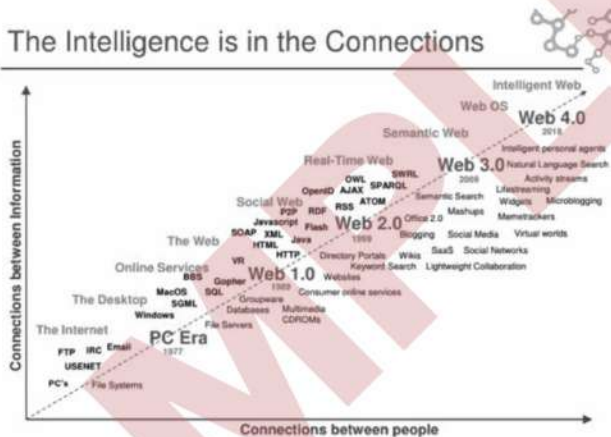 The Intelligence is in the Connections
Connections between Information
Intelligent Web
Web OS
Web 4.0
2018
Semantic Web
Intelligent personal agents
Real-Time Web
Web 3.0
2009
Natural Language Search
OWL
SWRL
Activity streams
OpenID
AJAX
SPARQL
Lifestreaming
Semantic Search
Social Web
RSS
ATOM
Widgets
Microblogging
P2P
RDF
Office 2.0
Mashups
Memetrackers
Javascript
Flash
Web 2.0
1999
SOAP
XML
Java
Blogging
Social Media
Virtual worlds
The Web
HTML
HTTP
Directory Portals
Wikis
SaaS
Social Networks
VR
Keyword Search
Lightweight Collaboration
Online Services
BBS
Gopher
Web 1.0
1989
Websites
MacOS
SQL
Consumer online services
The Desktop
SGML
Groupware
Databases
Multimedia
Windows
CDROMs
File Servers
The Internet
PC Era
1977
FTP
IRC
Email
USENET
PC's
File Systems
Connections between people
MPL